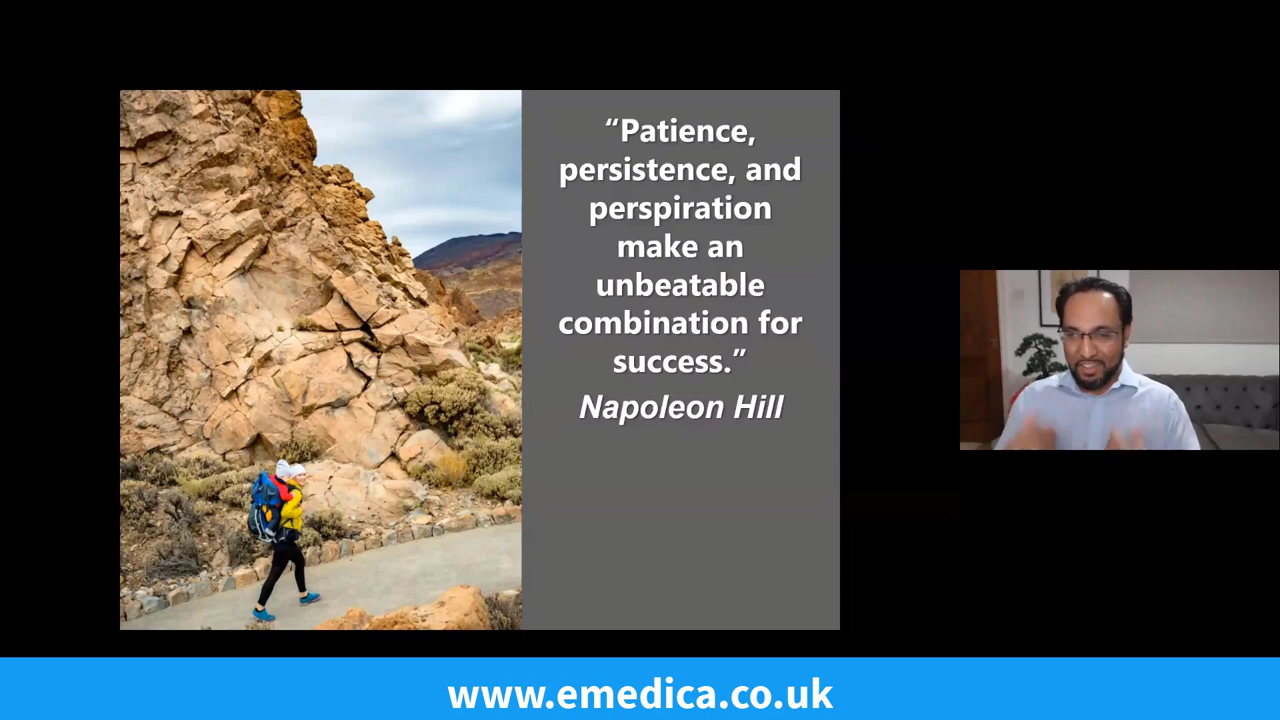 “Patience,
persistence, and
perspiration
make an
unbeatable
combination for
success.”
Napoleon Hill
www.emedica.co.uk